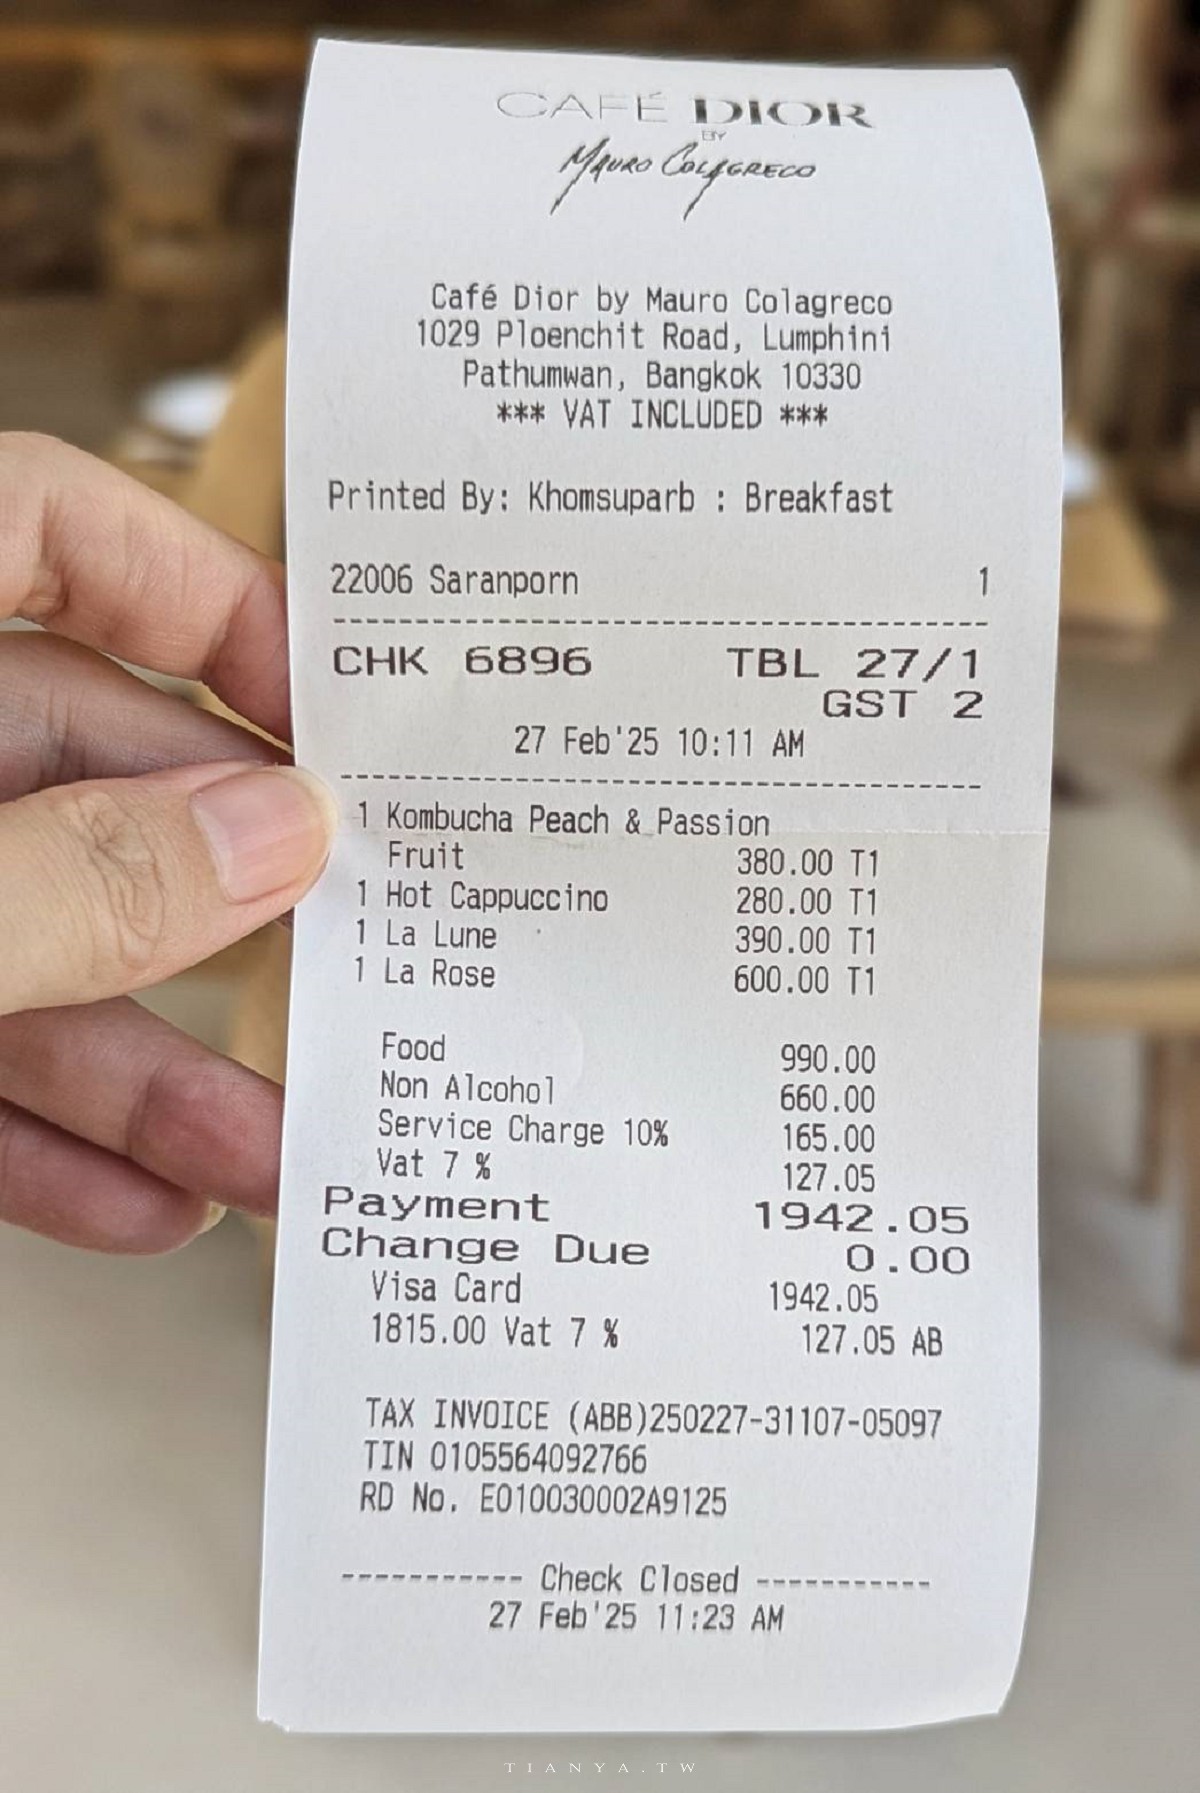 CAFÉ DIOR
BY
MAURO COLAGRECO
Café Dior by Mauro Colagreco
1029 Ploenchit Road, Lumphini
Pathumwan, Bangkok 10330
*** VAT INCLUDED ***
Printed By: Khomsuparb : Breakfast
22006 Saranporn 1
----------------------------------------
CHK 6896 TBL 27/1
GST 2
27 Feb'25 10:11 AM
----------------------------------------
1 Kombucha Peach & Passion
Fruit 380.00 T1
1 Hot Cappuccino 280.00 T1
1 La Lune 390.00 T1
1 La Rose 600.00 T1
Food 990.00
Non Alcohol 660.00
Service Charge 10% 165.00
Vat 7 % 127.05
Payment 1942.05
Change Due 0.00
Visa Card 1942.05
1815.00 Vat 7 % 127.05 AB
TAX INVOICE (ABB)250227-31107-05097
TIN 0105564092766
RD No. E010030002A9125
----------- Check Closed -----------
27 Feb'25 11:23 AM
TIANYA.TW